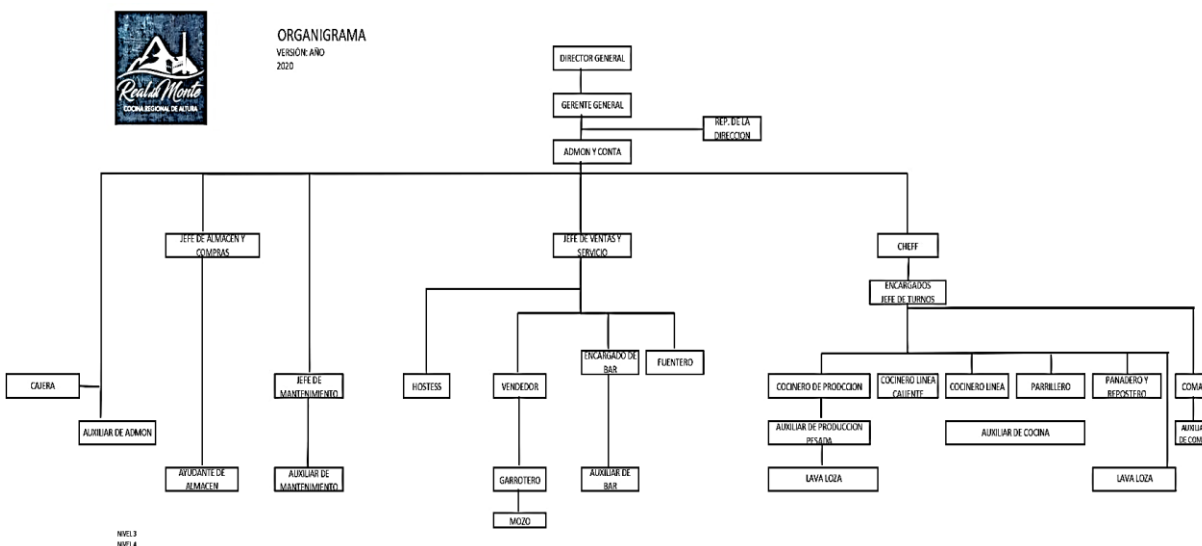 ORGANIGRAMA
VERSIÓN: AÑO
2020
Real del Monte
COCINA REGIONAL DE ALTURA
DIRECTOR GENERAL
GERENTE GENERAL
REP. DE LA
DIRECCION
ADMON Y CONTA
JEFE DE ALMACEN Y
COMPRAS
JEFE DE VENTAS Y
SERVICIO
CHEFF
ENCARGADOS
JEFE DE TURNOS
CAJERA
JEFE DE
MANTENIMIENTO
HOSTESS
VENDEDOR
ENCARGADO DE
BAR
FUENTERO
COCINERO DE PRODCCION
COCINERO LINEA
CALIENTE
COCINERO LINEA
PARRILLERO
PANADERO Y
REPOSTERO
COMA
AUXILIAR DE ADMON
AUXILIAR DE PRODUCCION
PESADA
AUXILIAR DE COCINA
AUXILIA
DE COM
AYUDANTE DE
ALMACEN
AUXILIAR DE
MANTENIMIENTO
GARROTERO
AUXILIAR DE
BAR
LAVA LOZA
LAVA LOZA
MOZO
NIVEL 3
NIVEL 4